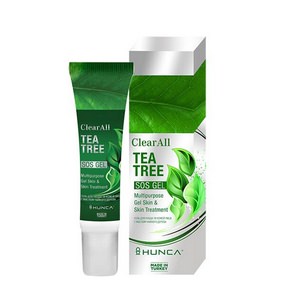 ClearAll
TEA
TREE
SOS GEL
Multipurpose
Gel Skin &
Skin Treatment
HUNCA
ClearAll
TEA
TREE
SOS GEL
Multipurpose
Gel Skin &
Skin Treatment
HUNCA
MADE IN
TURKEY